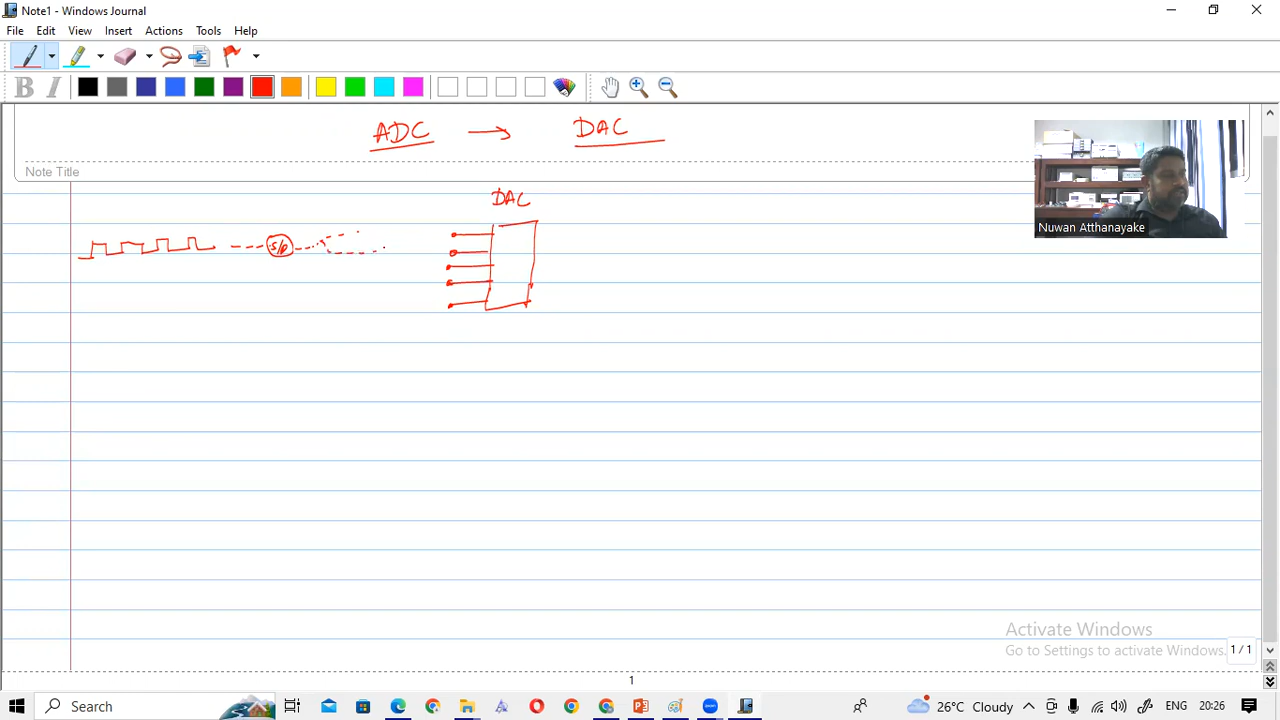 Note1 - Windows Journal
File Edit View Insert Actions Tools Help
B I
ADC → DAC
Note Title
DAC
S/P
Nuwan Atthanayake
Activate Windows
Go to Settings to activate Windows.
1 / 1
1
Search
26°C Cloudy ENG 20:26